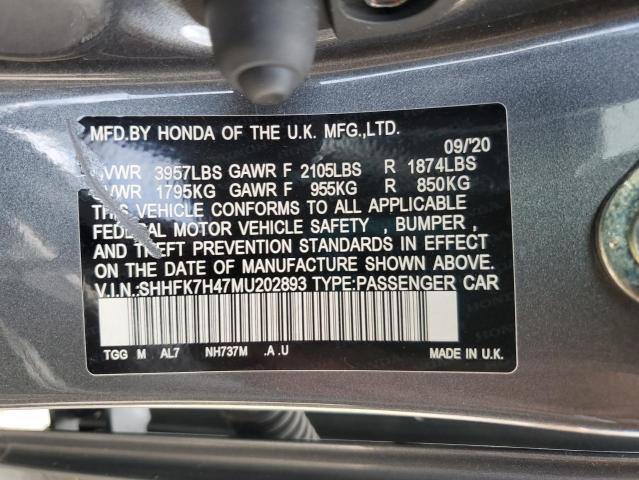 MFD.BY HONDA OF THE U.K. MFG.,LTD.
09/'20
VWR 3957LBS GAWR F 2105LBS R 1874LBS
VWR 1795KG GAWR F 955KG R 850KG
THIS VEHICLE CONFORMS TO ALL APPLICABLE
FEDERAL MOTOR VEHICLE SAFETY , BUMPER ,
AND THEFT PREVENTION STANDARDS IN EFFECT
ON THE DATE OF MANUFACTURE SHOWN ABOVE.
V.I.N.:SHHFK7H47MU202893 TYPE:PASSENGER CAR
TGG M AL7 NH737M .A .U MADE IN U.K.